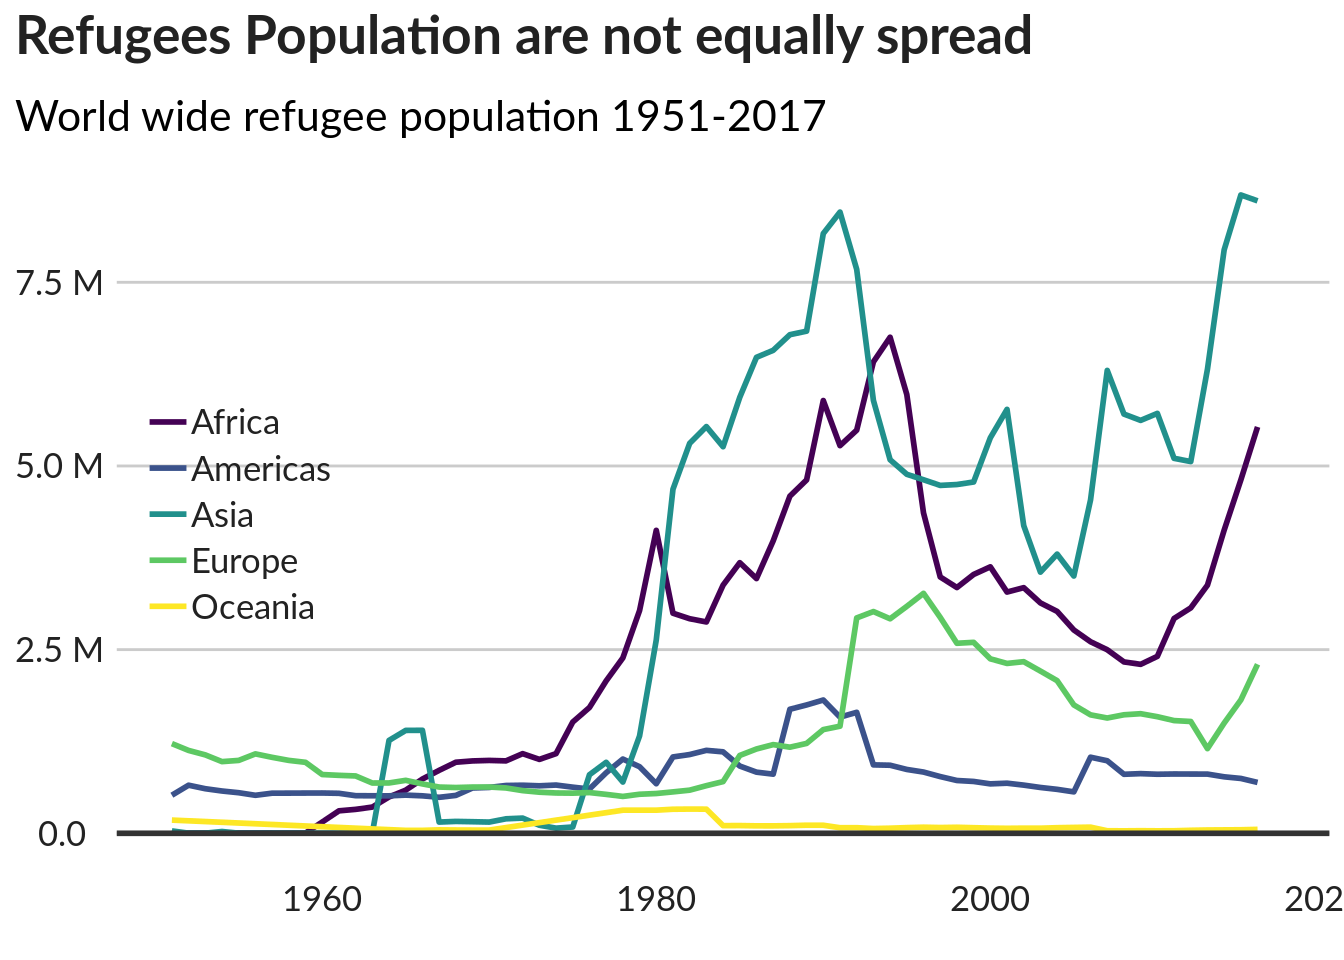 Refugees Population are not equally spread
World wide refugee population 1951-2017
7.5 M
Africa
5.0 M
Americas
Asia
Europe
Oceania
2.5 M
0.0
1960 1980 2000 202